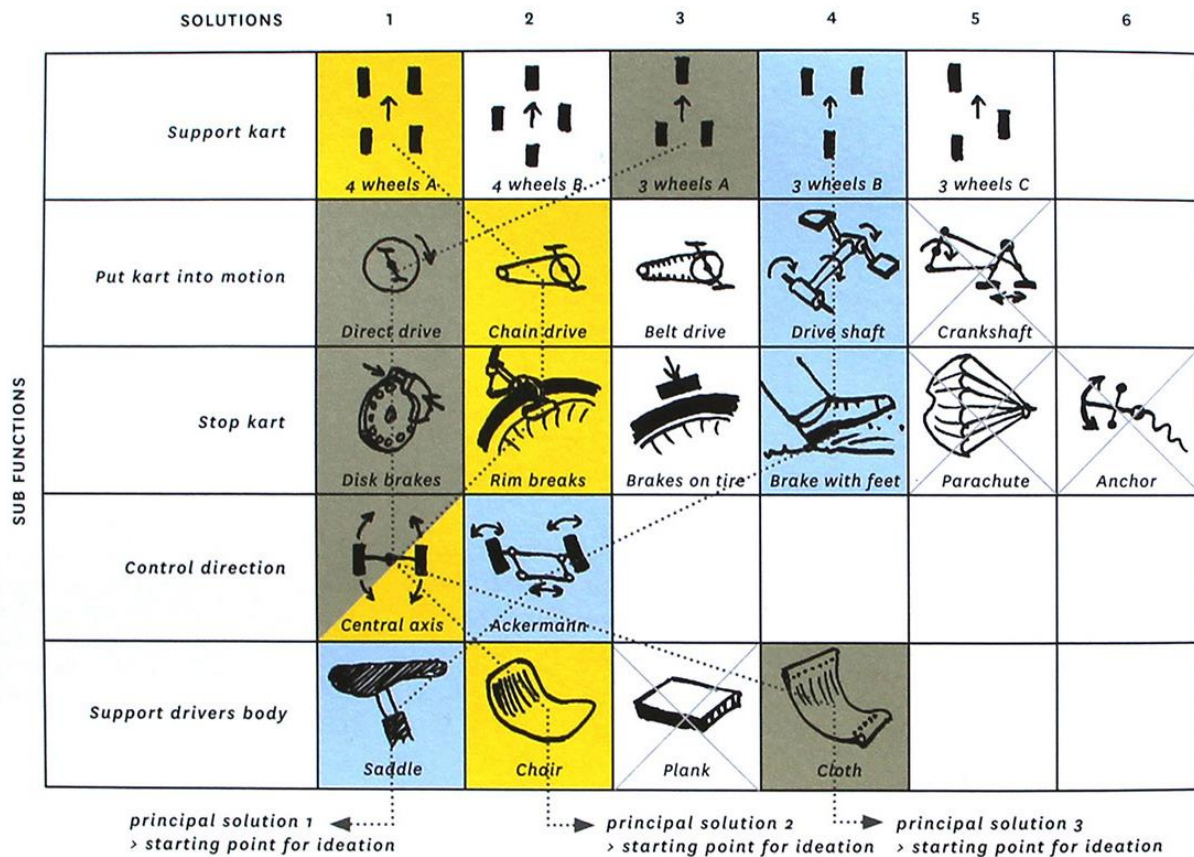 SOLUTIONS 1 2 3 4 5 6
Support kart
4 wheels A 4 wheels B 3 wheels A 3 wheels B 3 wheels C
Put kart into motion
Direct drive Chain drive Belt drive Drive shaft Crankshaft
SUB FUNCTIONS
Stop kart
Disk brakes Rim breaks Brakes on tire Brake with feet Parachute Anchor
Control direction
Central axis Ackermann
Support drivers body
Saddle Chair Plank Cloth
principal solution 1
> starting point for ideation
principal solution 2
> starting point for ideation
principal solution 3
> starting point for ideation